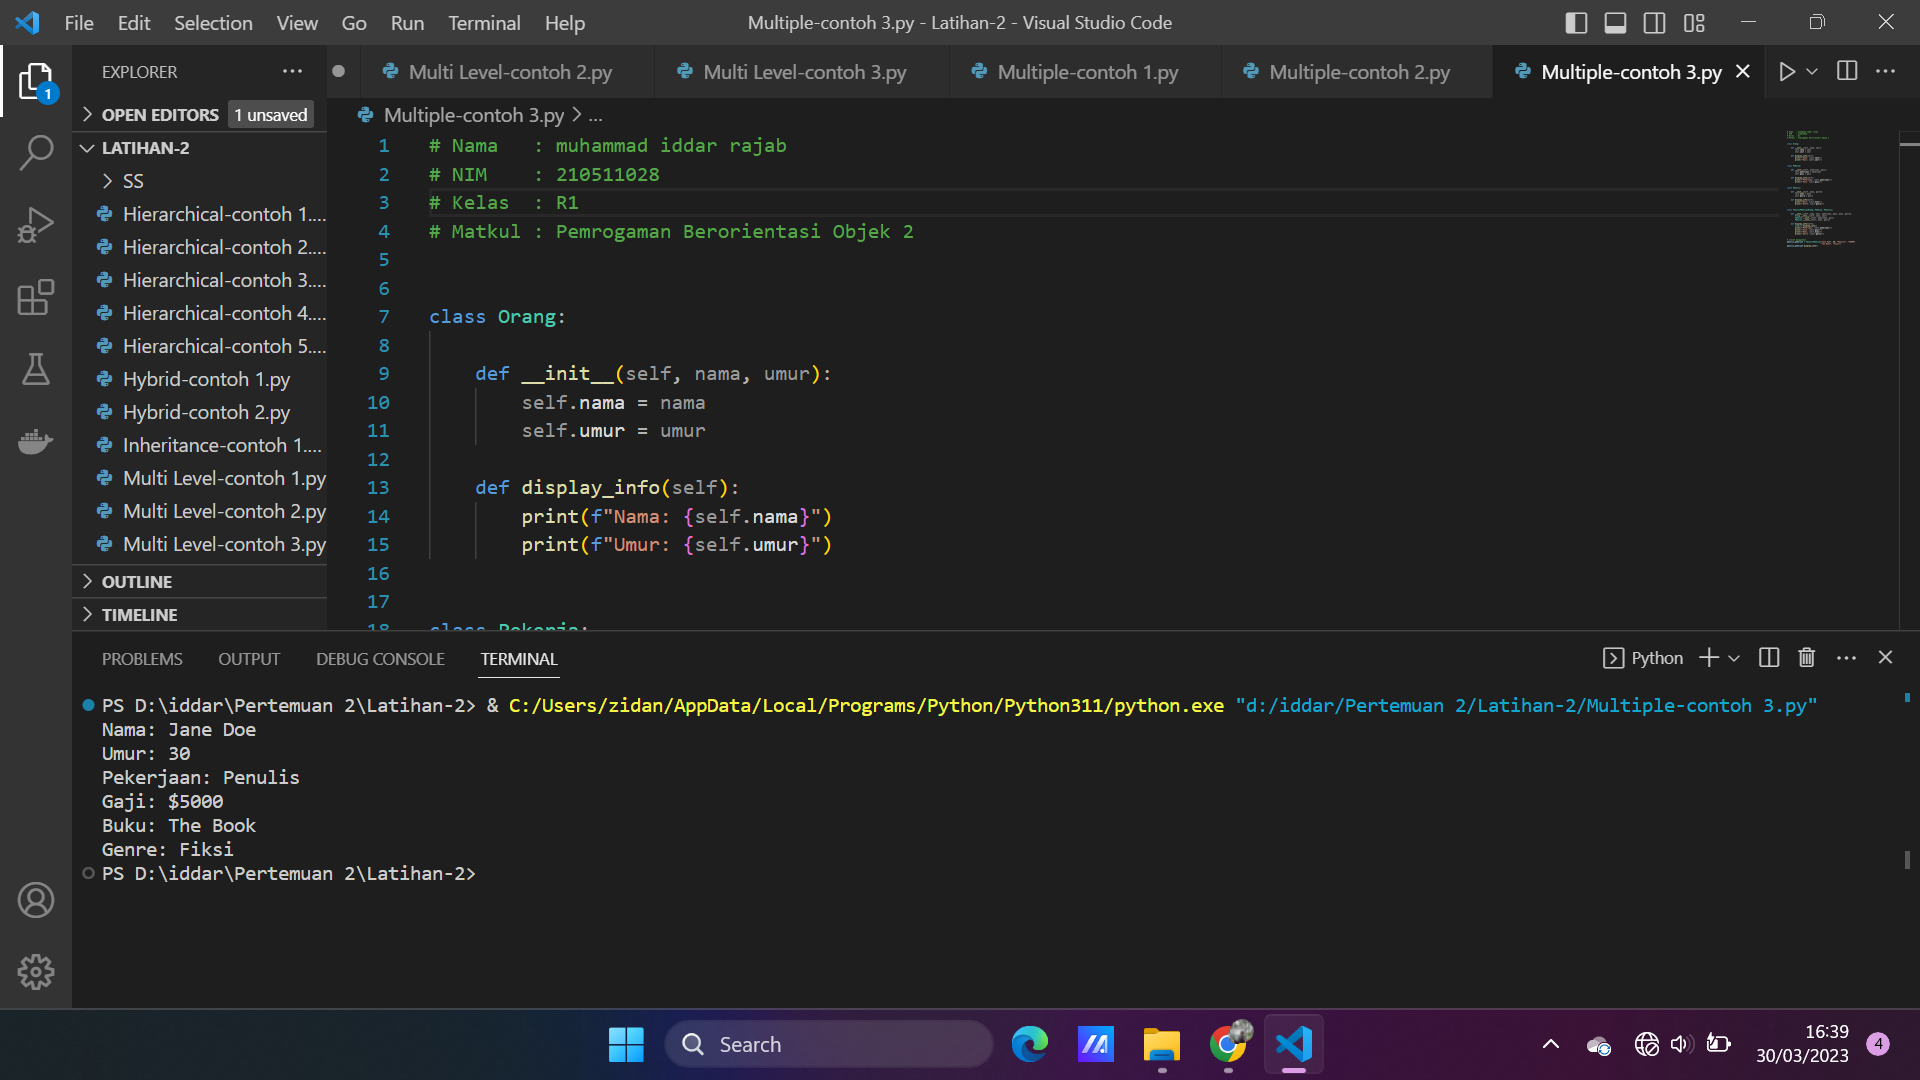 File Edit Selection View Go Run Terminal Help
Multiple-contoh 3.py - Latihan-2 - Visual Studio Code
EXPLORER
Multi Level-contoh 2.py
Multi Level-contoh 3.py
Multiple-contoh 1.py
Multiple-contoh 2.py
Multiple-contoh 3.py
1
OPEN EDITORS 1 unsaved
LATIHAN-2
SS
Hierarchical-contoh 1....
Hierarchical-contoh 2....
Hierarchical-contoh 3....
Hierarchical-contoh 4....
Hierarchical-contoh 5....
Hybrid-contoh 1.py
Hybrid-contoh 2.py
Inheritance-contoh 1....
Multi Level-contoh 1.py
Multi Level-contoh 2.py
Multi Level-contoh 3.py
OUTLINE
TIMELINE
Multiple-contoh 3.py > ...
1 # Nama   : muhammad iddar rajab
2 # NIM    : 210511028
3 # Kelas  : R1
4 # Matkul : Pemrogaman Berorientasi Objek 2
5
6
7 class Orang:
8
9     def __init__(self, nama, umur):
10         self.nama = nama
11         self.umur = umur
12
13     def display_info(self):
14         print(f"Nama: {self.nama}")
15         print(f"Umur: {self.umur}")
16
17
18 class Pekerja:
PROBLEMS OUTPUT DEBUG CONSOLE TERMINAL
Python
PS D:\iddar\Pertemuan 2\Latihan-2> & C:/Users/zidan/AppData/Local/Programs/Python/Python311/python.exe "d:/iddar/Pertemuan 2/Latihan-2/Multiple-contoh 3.py"
Nama: Jane Doe
Umur: 30
Pekerjaan: Penulis
Gaji: $5000
Buku: The Book
Genre: Fiksi
PS D:\iddar\Pertemuan 2\Latihan-2>
Search
16:39
30/03/2023
4